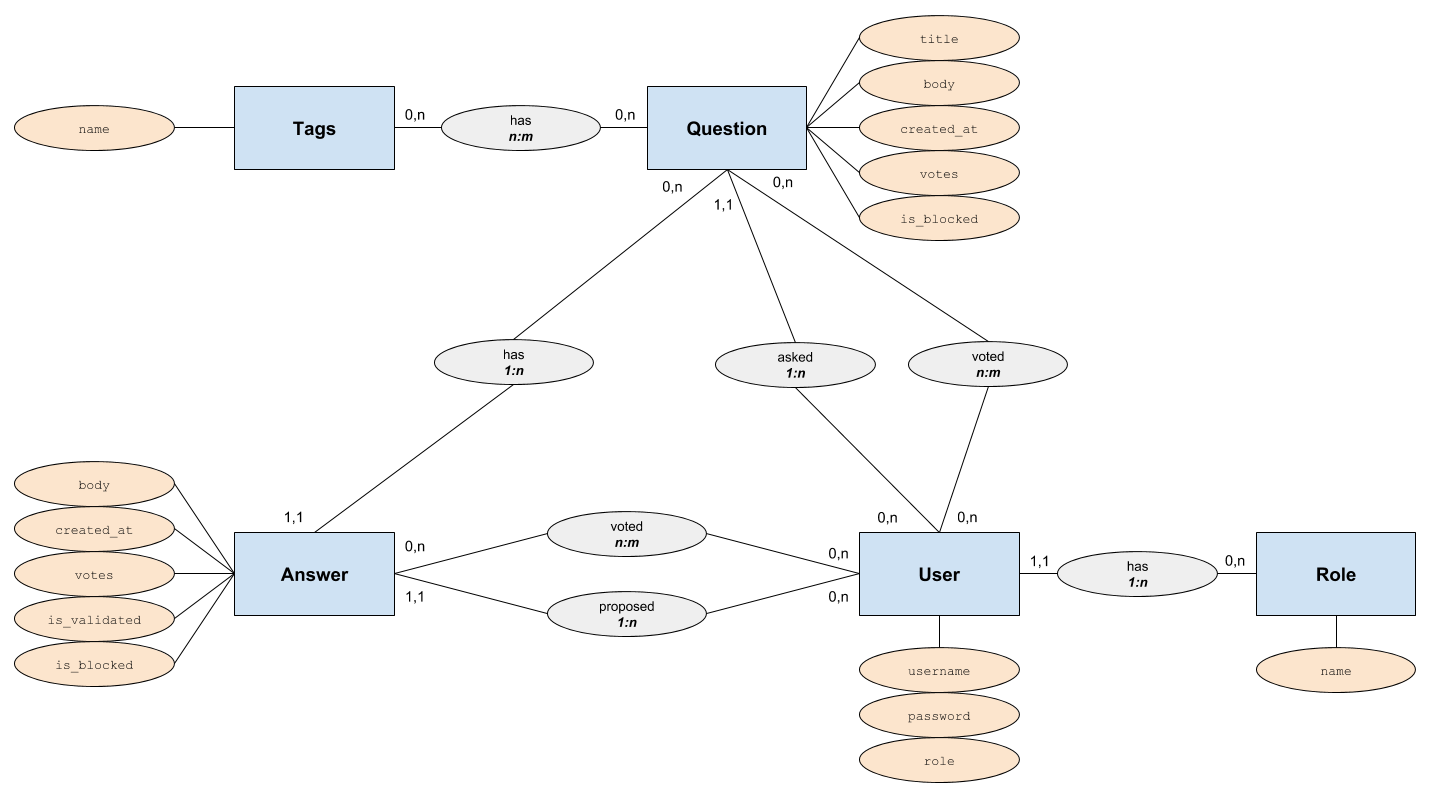 title
body
created_at
votes
is_blocked
name
Tags
0,n
has
n:m
0,n
Question
0,n
1,1
0,n
has
1:n
asked
1:n
voted
n:m
body
created_at
votes
is_validated
is_blocked
1,1
Answer
0,n
1,1
voted
n:m
proposed
1:n
0,n
0,n
0,n
0,n
User
1,1
has
1:n
0,n
Role
username
password
role
name